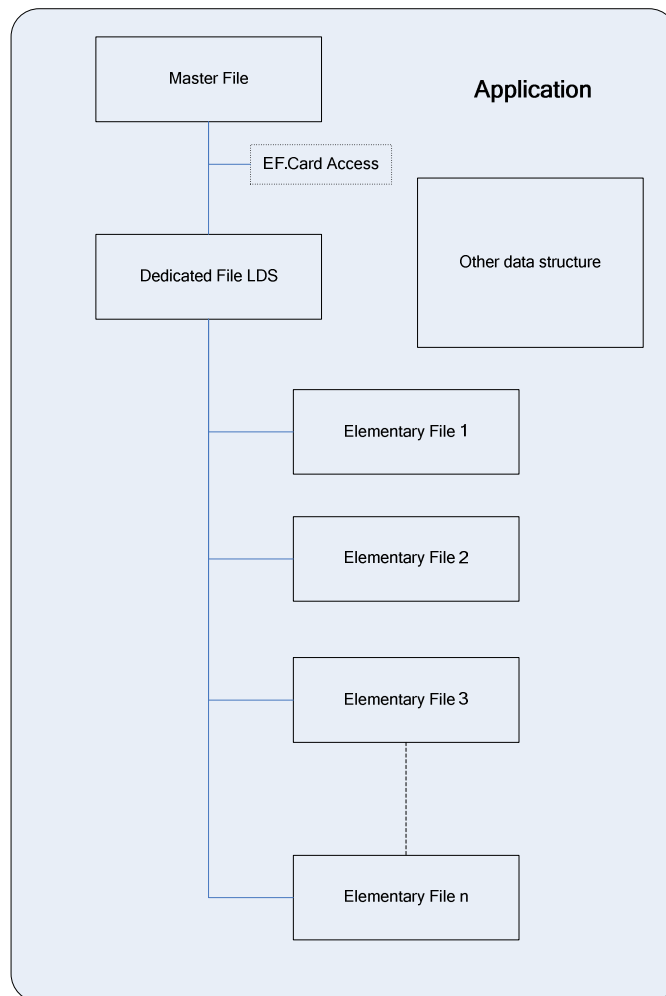 Master File
Application
EF.Card Access
Dedicated File LDS
Other data structure
Elementary File 1
Elementary File 2
Elementary File 3
Elementary File n